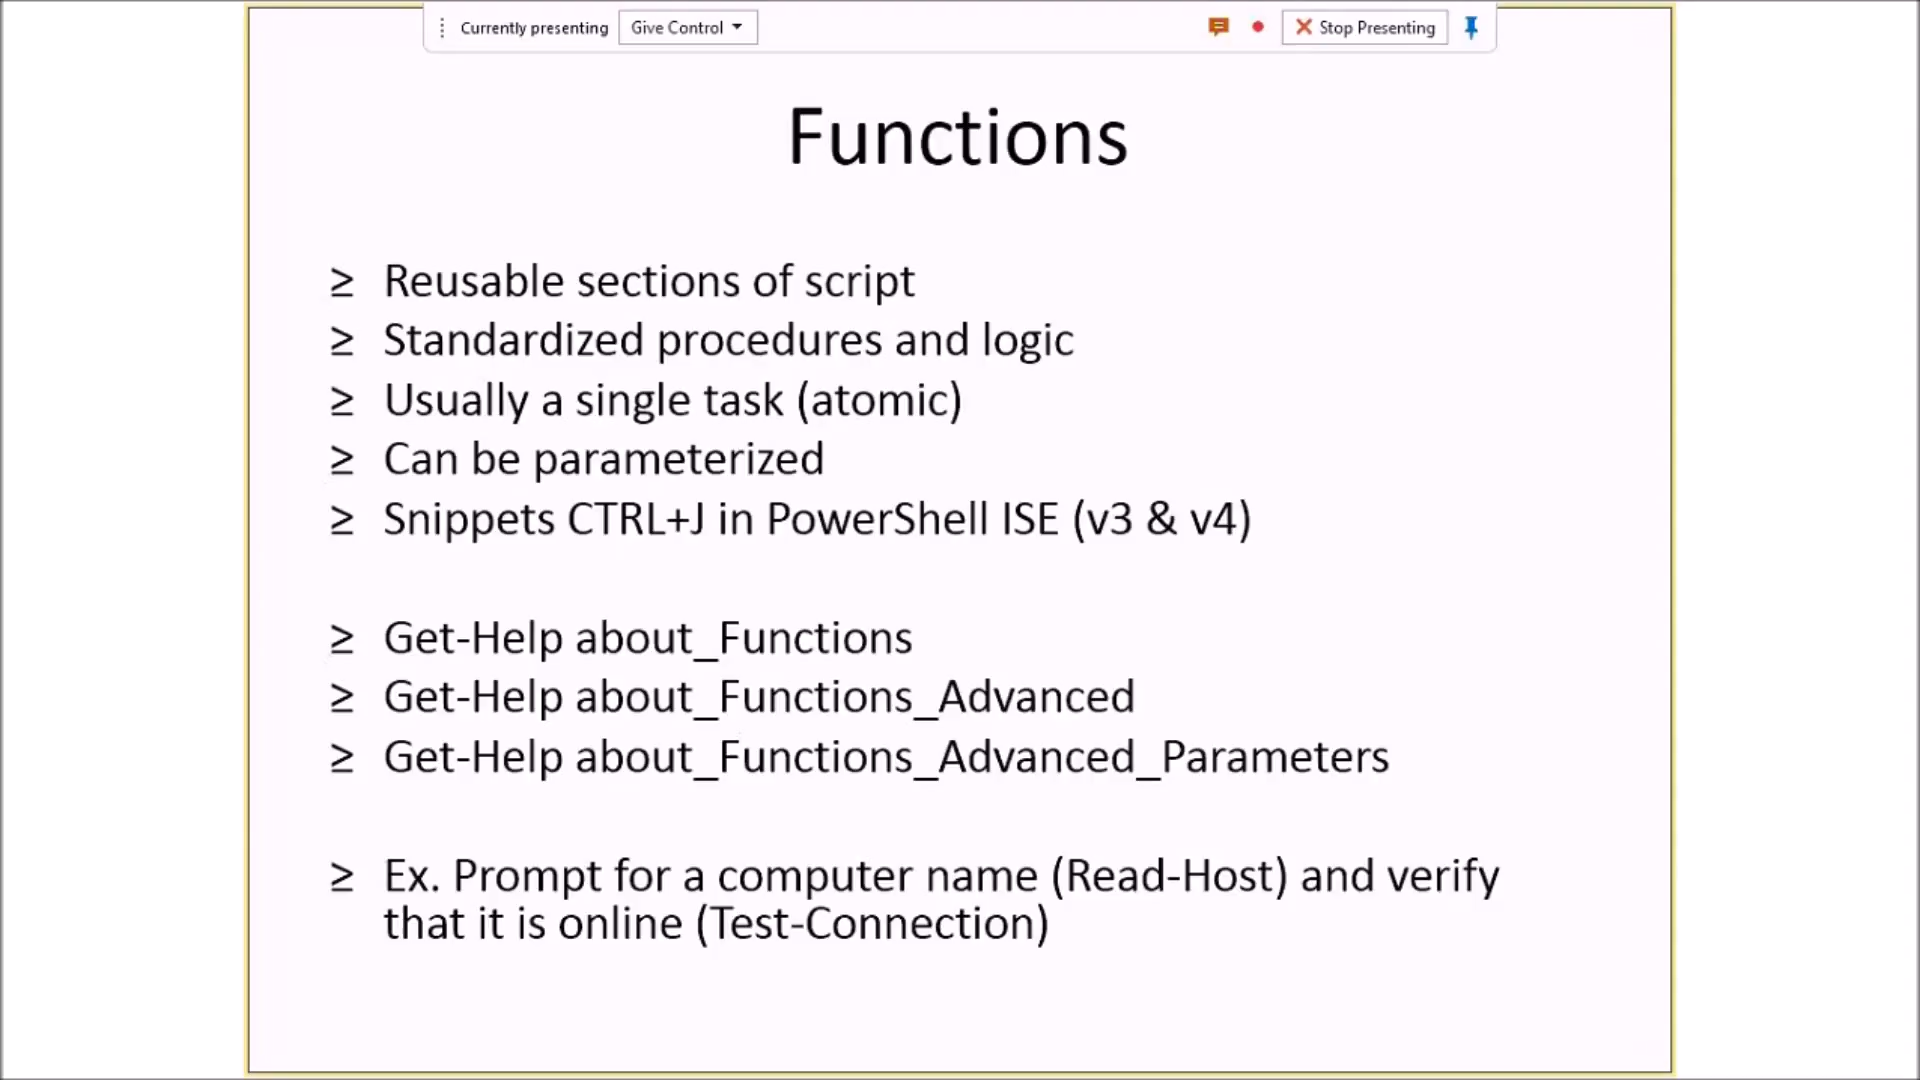 Currently presenting Give Control Stop Presenting
Functions
≥ Reusable sections of script
≥ Standardized procedures and logic
≥ Usually a single task (atomic)
≥ Can be parameterized
≥ Snippets CTRL+J in PowerShell ISE (v3 & v4)
≥ Get-Help about_Functions
≥ Get-Help about_Functions_Advanced
≥ Get-Help about_Functions_Advanced_Parameters
≥ Ex. Prompt for a computer name (Read-Host) and verify
that it is online (Test-Connection)